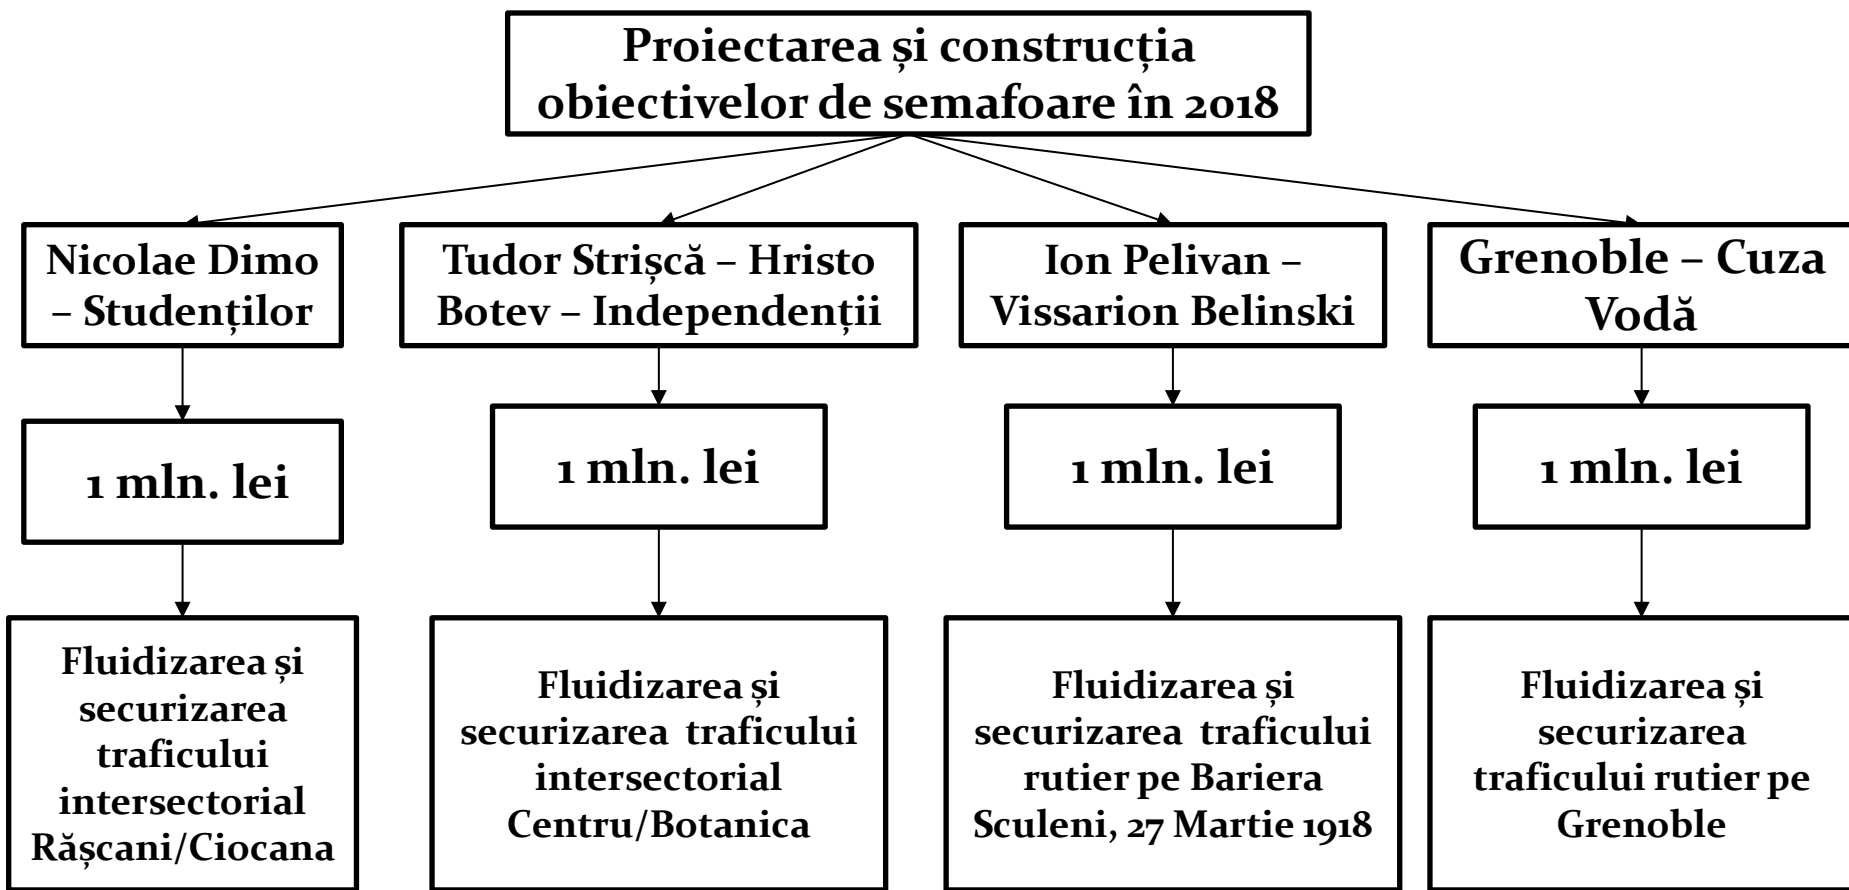 Proiectarea și construcția
obiectivelor de semafoare în 2018
Nicolae Dimo
– Studenților
Tudor Strișcă – Hristo
Botev – Independenții
Ion Pelivan –
Vissarion Belinski
Grenoble – Cuza
Vodă
1 mln. lei
1 mln. lei
1 mln. lei
1 mln. lei
Fluidizarea și
securizarea
traficului
intersectorial
Rășcani/Ciocana
Fluidizarea și
securizarea traficului
intersectorial
Centru/Botanica
Fluidizarea și
securizarea traficului
rutier pe Bariera
Sculeni, 27 Martie 1918
Fluidizarea și
securizarea
traficului rutier pe
Grenoble